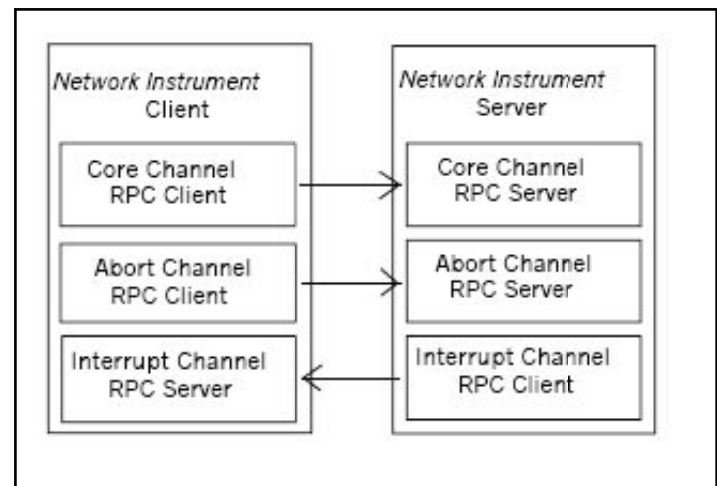 Network Instrument
Client
Core Channel
RPC Client
Abort Channel
RPC Client
Interrupt Channel
RPC Server
Network Instrument
Server
Core Channel
RPC Server
Abort Channel
RPC Server
Interrupt Channel
RPC Client